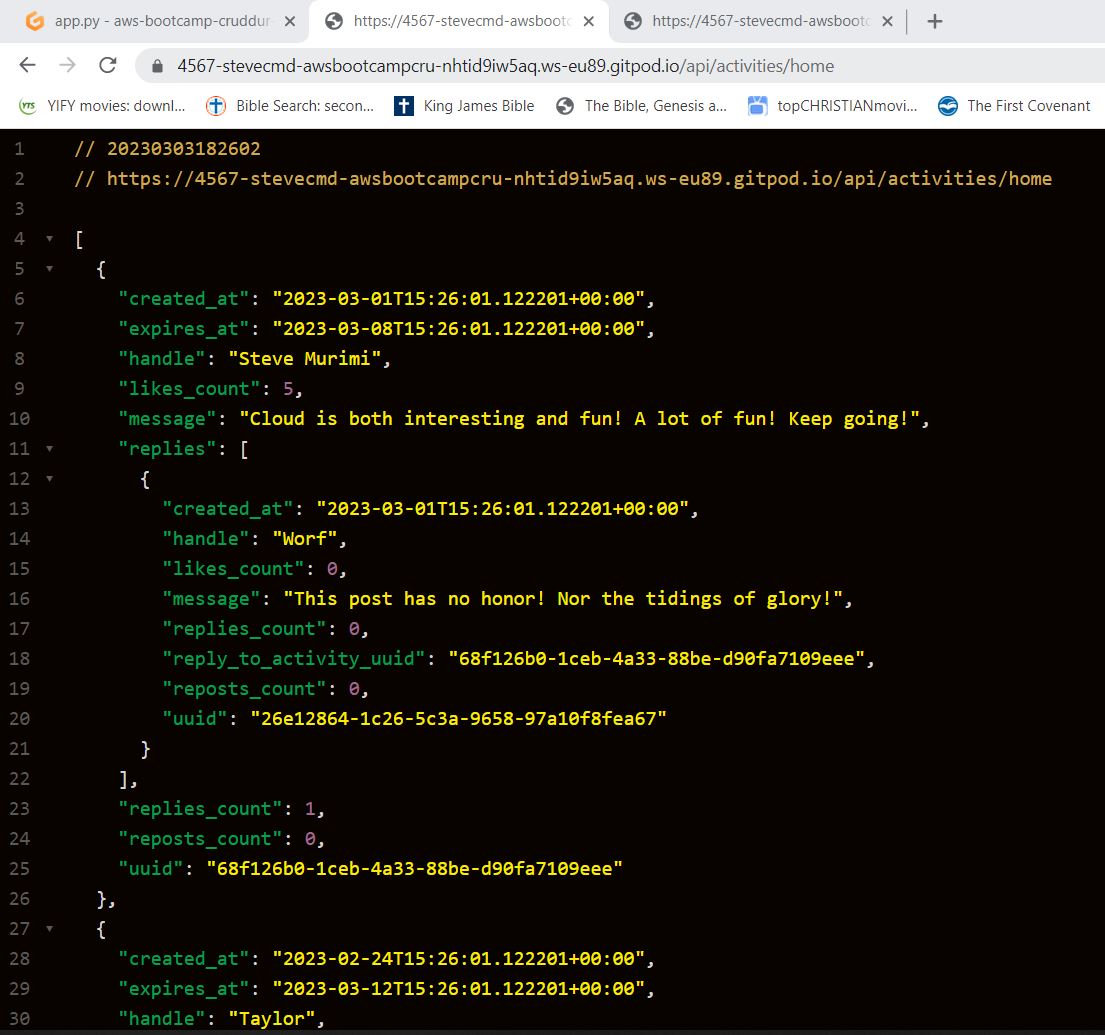 app.py - aws-bootcamp-cruddur-
https://4567-stevecmd-awsbootc
https://4567-stevecmd-awsbootc
4567-stevecmd-awsbootcampcru-nhtid9iw5aq.ws-eu89.gitpod.io/api/activities/home
YTS YIFY movies: downl... Bible Search: secon... King James Bible The Bible, Genesis a... topCHRISTIANmovi... The First Covenant
1 // 20230303182602
2 // https://4567-stevecmd-awsbootcampcru-nhtid9iw5aq.ws-eu89.gitpod.io/api/activities/home
3
4 [
5 {
6 "created_at": "2023-03-01T15:26:01.122201+00:00",
7 "expires_at": "2023-03-08T15:26:01.122201+00:00",
8 "handle": "Steve Murimi",
9 "likes_count": 5,
10 "message": "Cloud is both interesting and fun! A lot of fun! Keep going!",
11 "replies": [
12 {
13 "created_at": "2023-03-01T15:26:01.122201+00:00",
14 "handle": "Worf",
15 "likes_count": 0,
16 "message": "This post has no honor! Nor the tidings of glory!",
17 "replies_count": 0,
18 "reply_to_activity_uuid": "68f126b0-1ceb-4a33-88be-d90fa7109eee",
19 "reposts_count": 0,
20 "uuid": "26e12864-1c26-5c3a-9658-97a10f8fea67"
21 }
22 ],
23 "replies_count": 1,
24 "reposts_count": 0,
25 "uuid": "68f126b0-1ceb-4a33-88be-d90fa7109eee"
26 },
27 {
28 "created_at": "2023-02-24T15:26:01.122201+00:00",
29 "expires_at": "2023-03-12T15:26:01.122201+00:00",
30 "handle": "Taylor",